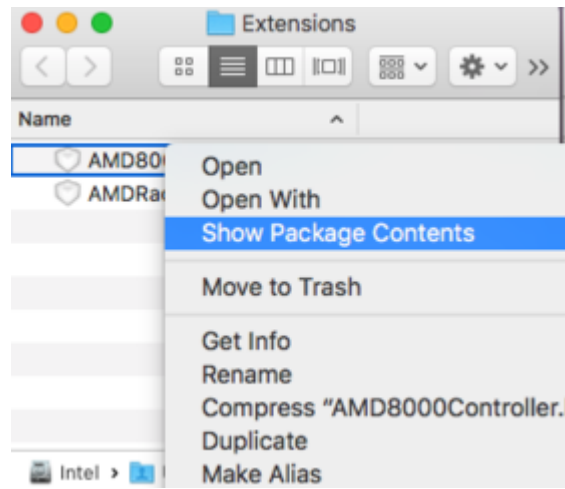 Extensions
Name
AMD80
AMDRa
Open
Open With
Show Package Contents
Move to Trash
Get Info
Rename
Compress “AMD8000Controller.
Duplicate
Make Alias
Intel